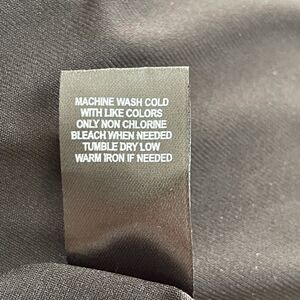 MACHINE WASH COLD
WITH LIKE COLORS
ONLY NON CHLORINE
BLEACH WHEN NEEDED
TUMBLE DRY LOW
WARM IRON IF NEEDED